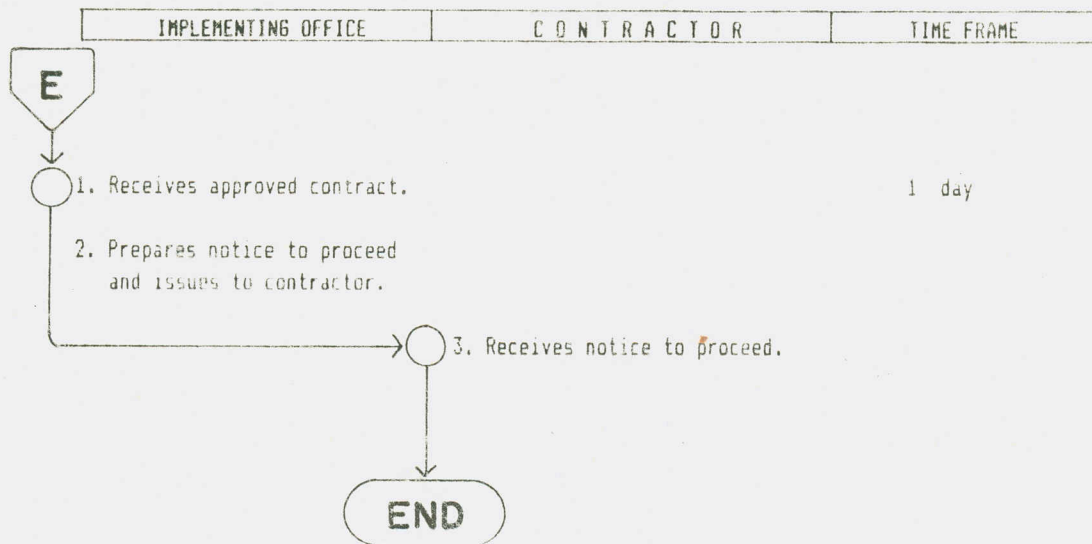 IMPLEMENTING OFFICE
C O N T R A C T O R
TIME FRAME
E
1. Receives approved contract.
1 day
2. Prepares notice to proceed
and issues to contractor.
3. Receives notice to proceed.
END